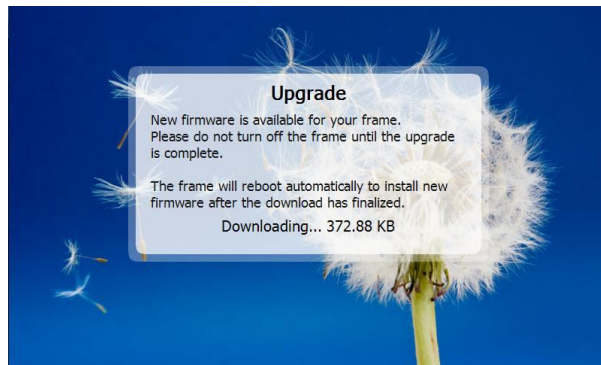 Upgrade
New firmware is available for your frame.
Please do not turn off the frame until the upgrade
is complete.
The frame will reboot automatically to install new
firmware after the download has finalized.
Downloading... 372.88 KB